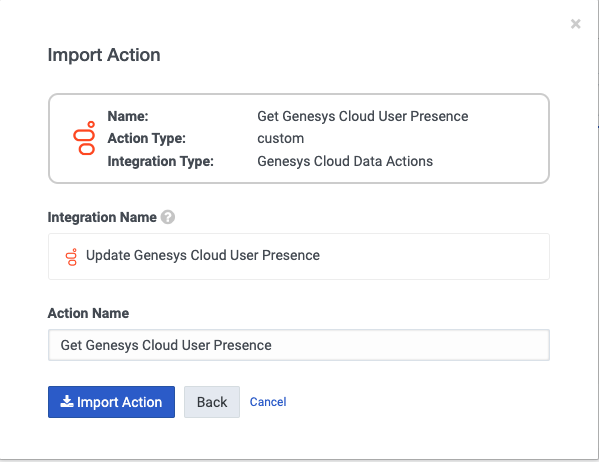 ×
Import Action
Name: Get Genesys Cloud User Presence
Action Type: custom
Integration Type: Genesys Cloud Data Actions
Integration Name ?
Update Genesys Cloud User Presence
Action Name
Get Genesys Cloud User Presence
Import Action Back Cancel